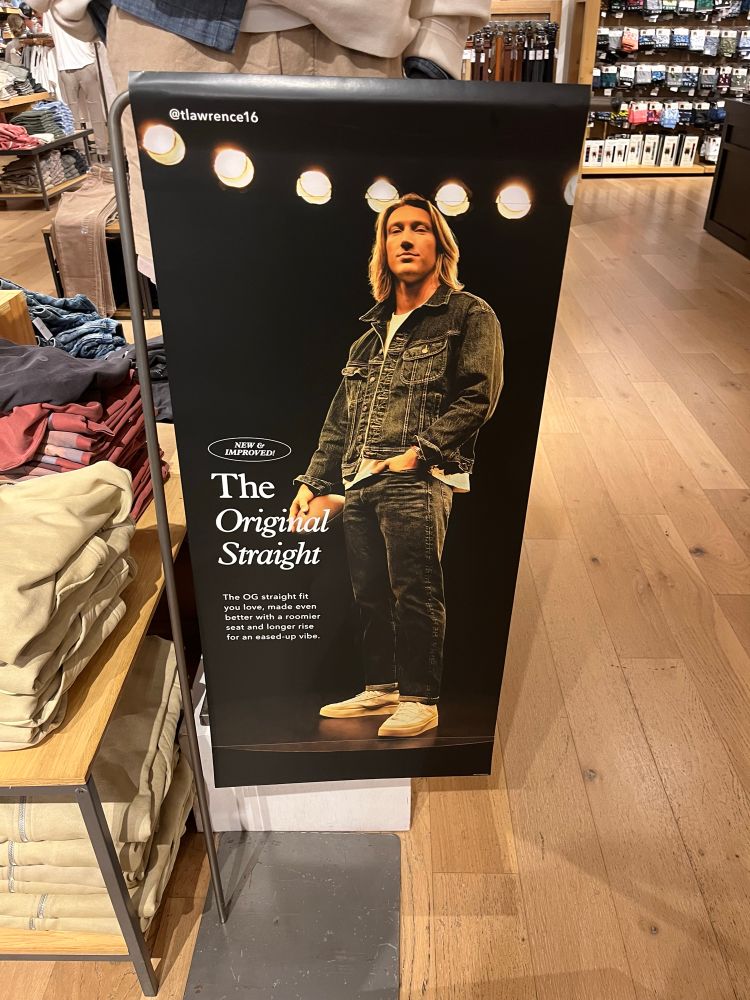 @tlawrence16
NEW &
IMPROVED!
The
Original
Straight
The OG straight fit
you love, made even
better with a roomier
seat and longer rise
for an eased-up vibe.